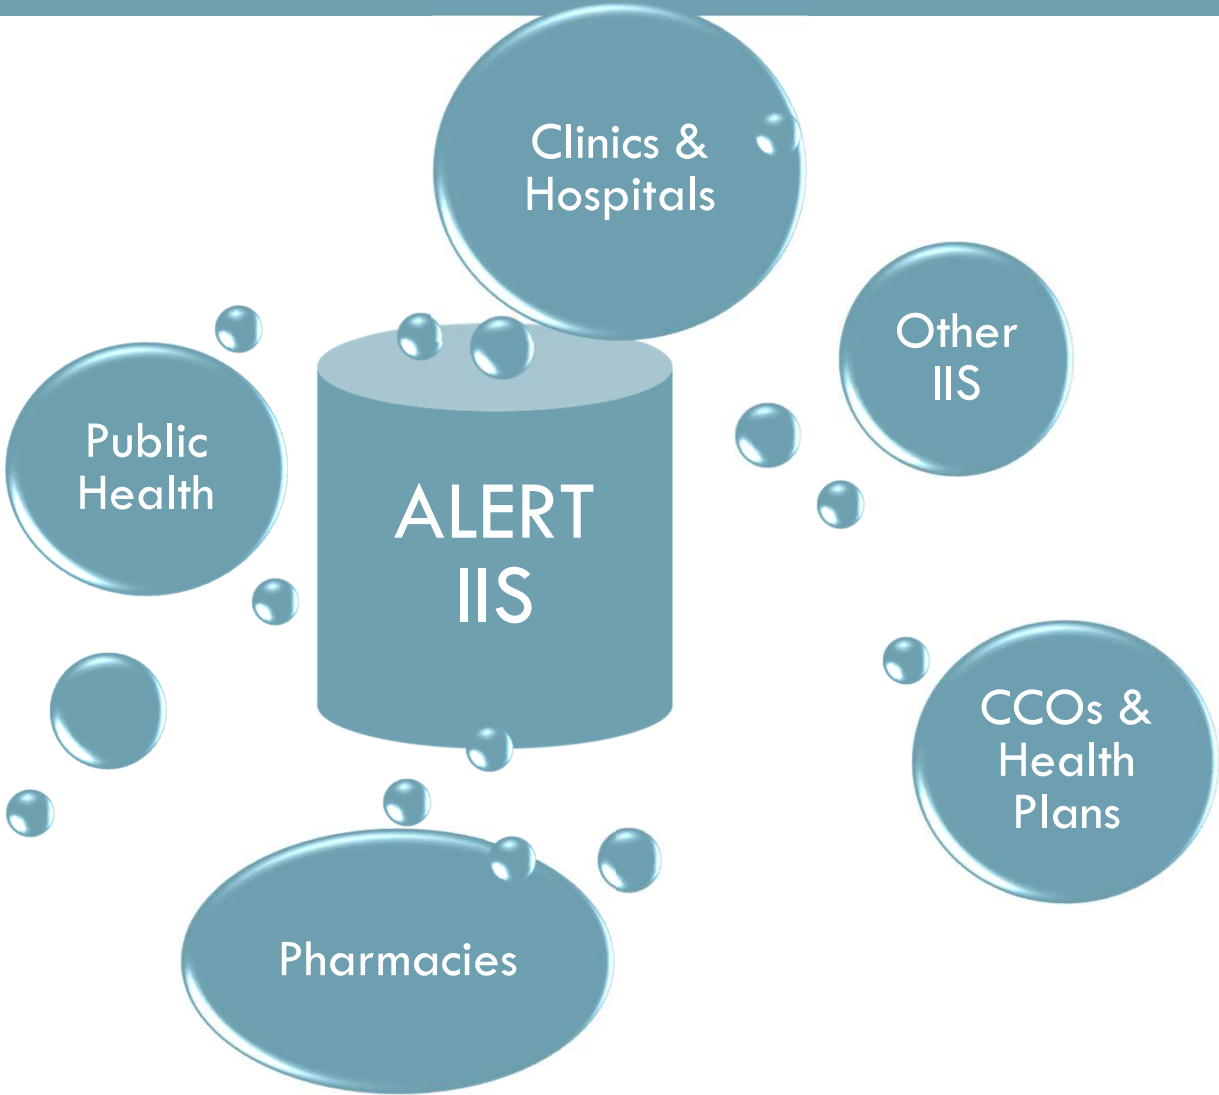 Clinics &
Hospitals
Other
IIS
Public
Health
ALERT
IIS
CCOs &
Health
Plans
Pharmacies